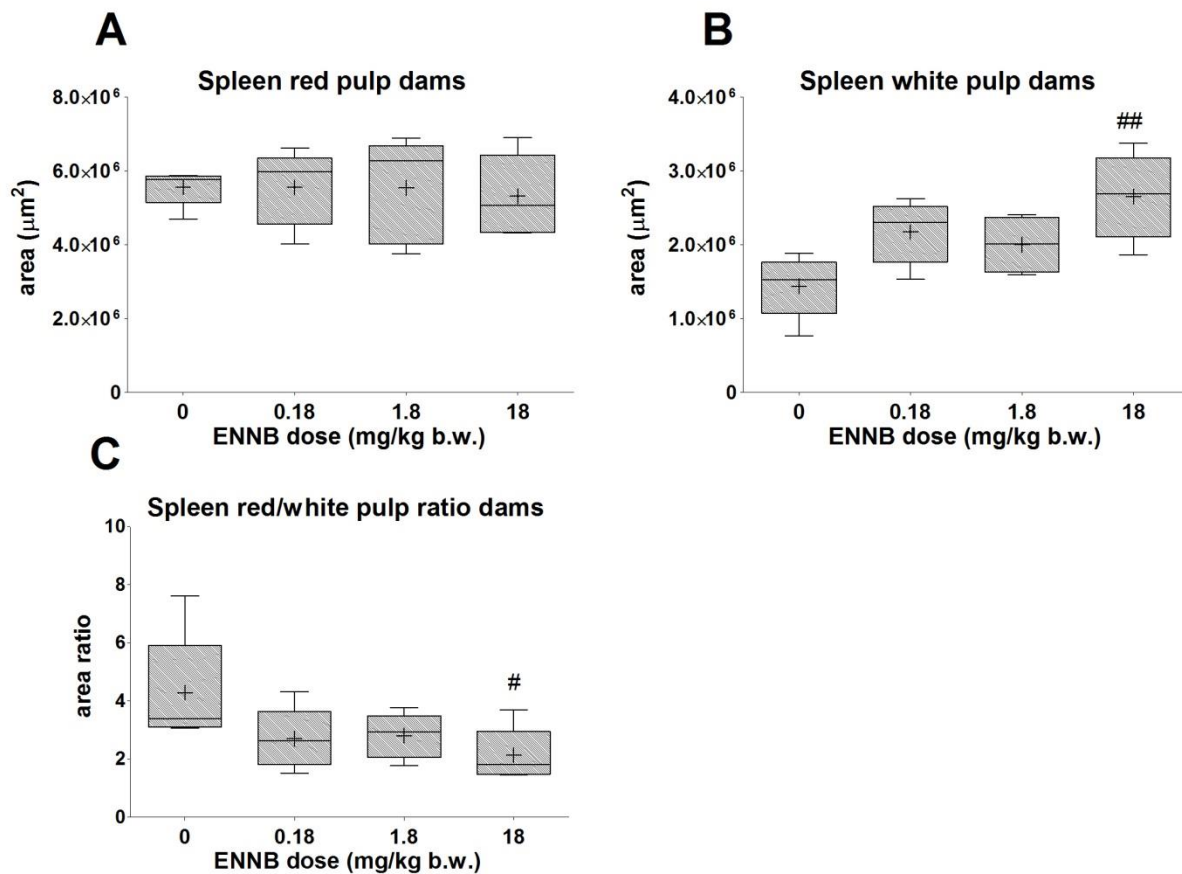 A
Spleen red pulp dams
8.0×10⁶
6.0×10⁶
4.0×10⁶
2.0×10⁶
0
area (μm²)
0 0.18 1.8 18
ENNB dose (mg/kg b.w.)
B
Spleen white pulp dams
4.0×10⁶
3.0×10⁶
2.0×10⁶
1.0×10⁶
0
area (μm²)
##
0 0.18 1.8 18
ENNB dose (mg/kg b.w.)
C
Spleen red/white pulp ratio dams
10
8
6
4
2
0
area ratio
#
0 0.18 1.8 18
ENNB dose (mg/kg b.w.)